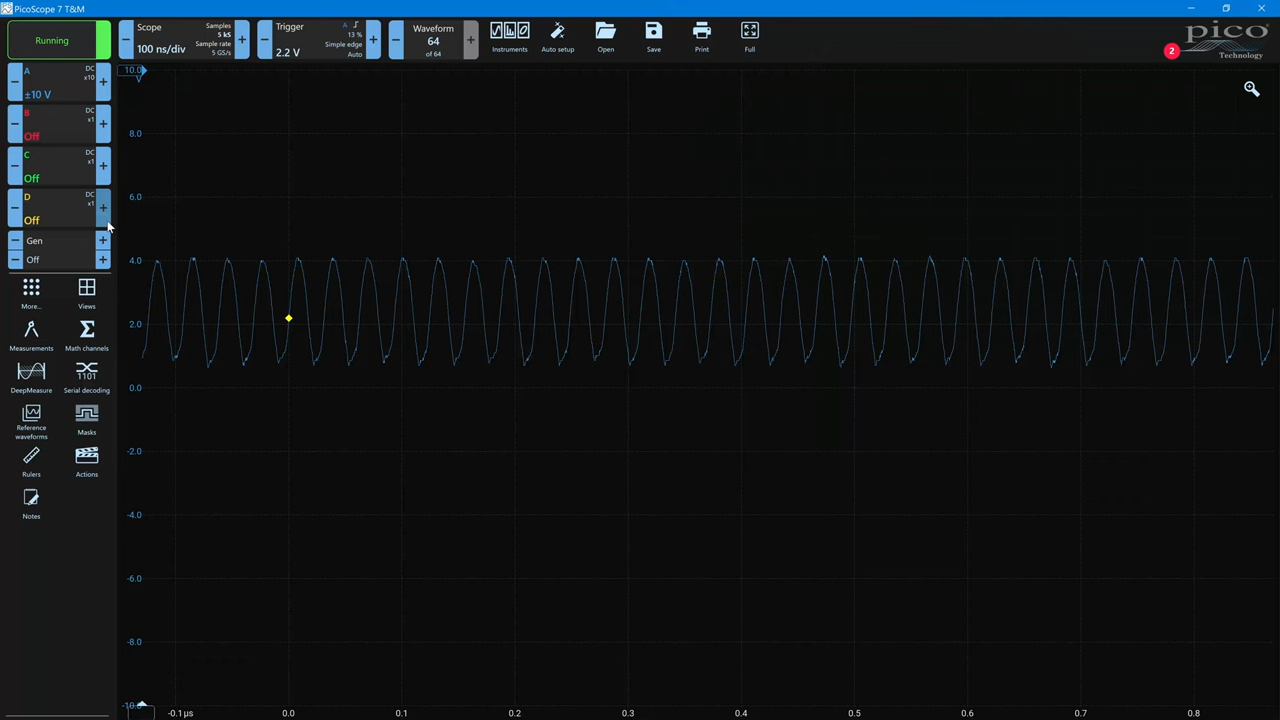 PicoScope 7 T&M
Running
Scope
100 ns/div
Samples
5 kS
Sample rate
5 GS/s
Trigger
2.2 V
A
13 %
Simple edge
Auto
Waveform
64
of 64
Instruments
Auto setup
Open
Save
Print
Full
2
pico
Technology
A
DC
x10
±10 V
B
DC
x1
Off
C
DC
x1
Off
D
DC
x1
Off
Gen
Off
More...
Views
Measurements
Math channels
DeepMeasure
1101
Serial decoding
Reference
waveforms
Masks
Rulers
Actions
Notes
10.0
V
8.0
6.0
4.0
2.0
0.0
-2.0
-4.0
-6.0
-8.0
-10.0
-0.1 µs
0.0
0.1
0.2
0.3
0.4
0.5
0.6
0.7
0.8